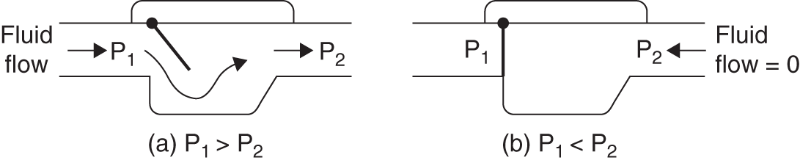 Fluid
flow
P₁
P₂
(a) P₁ > P₂
P₁
P₂
Fluid
flow = 0
(b) P₁ < P₂